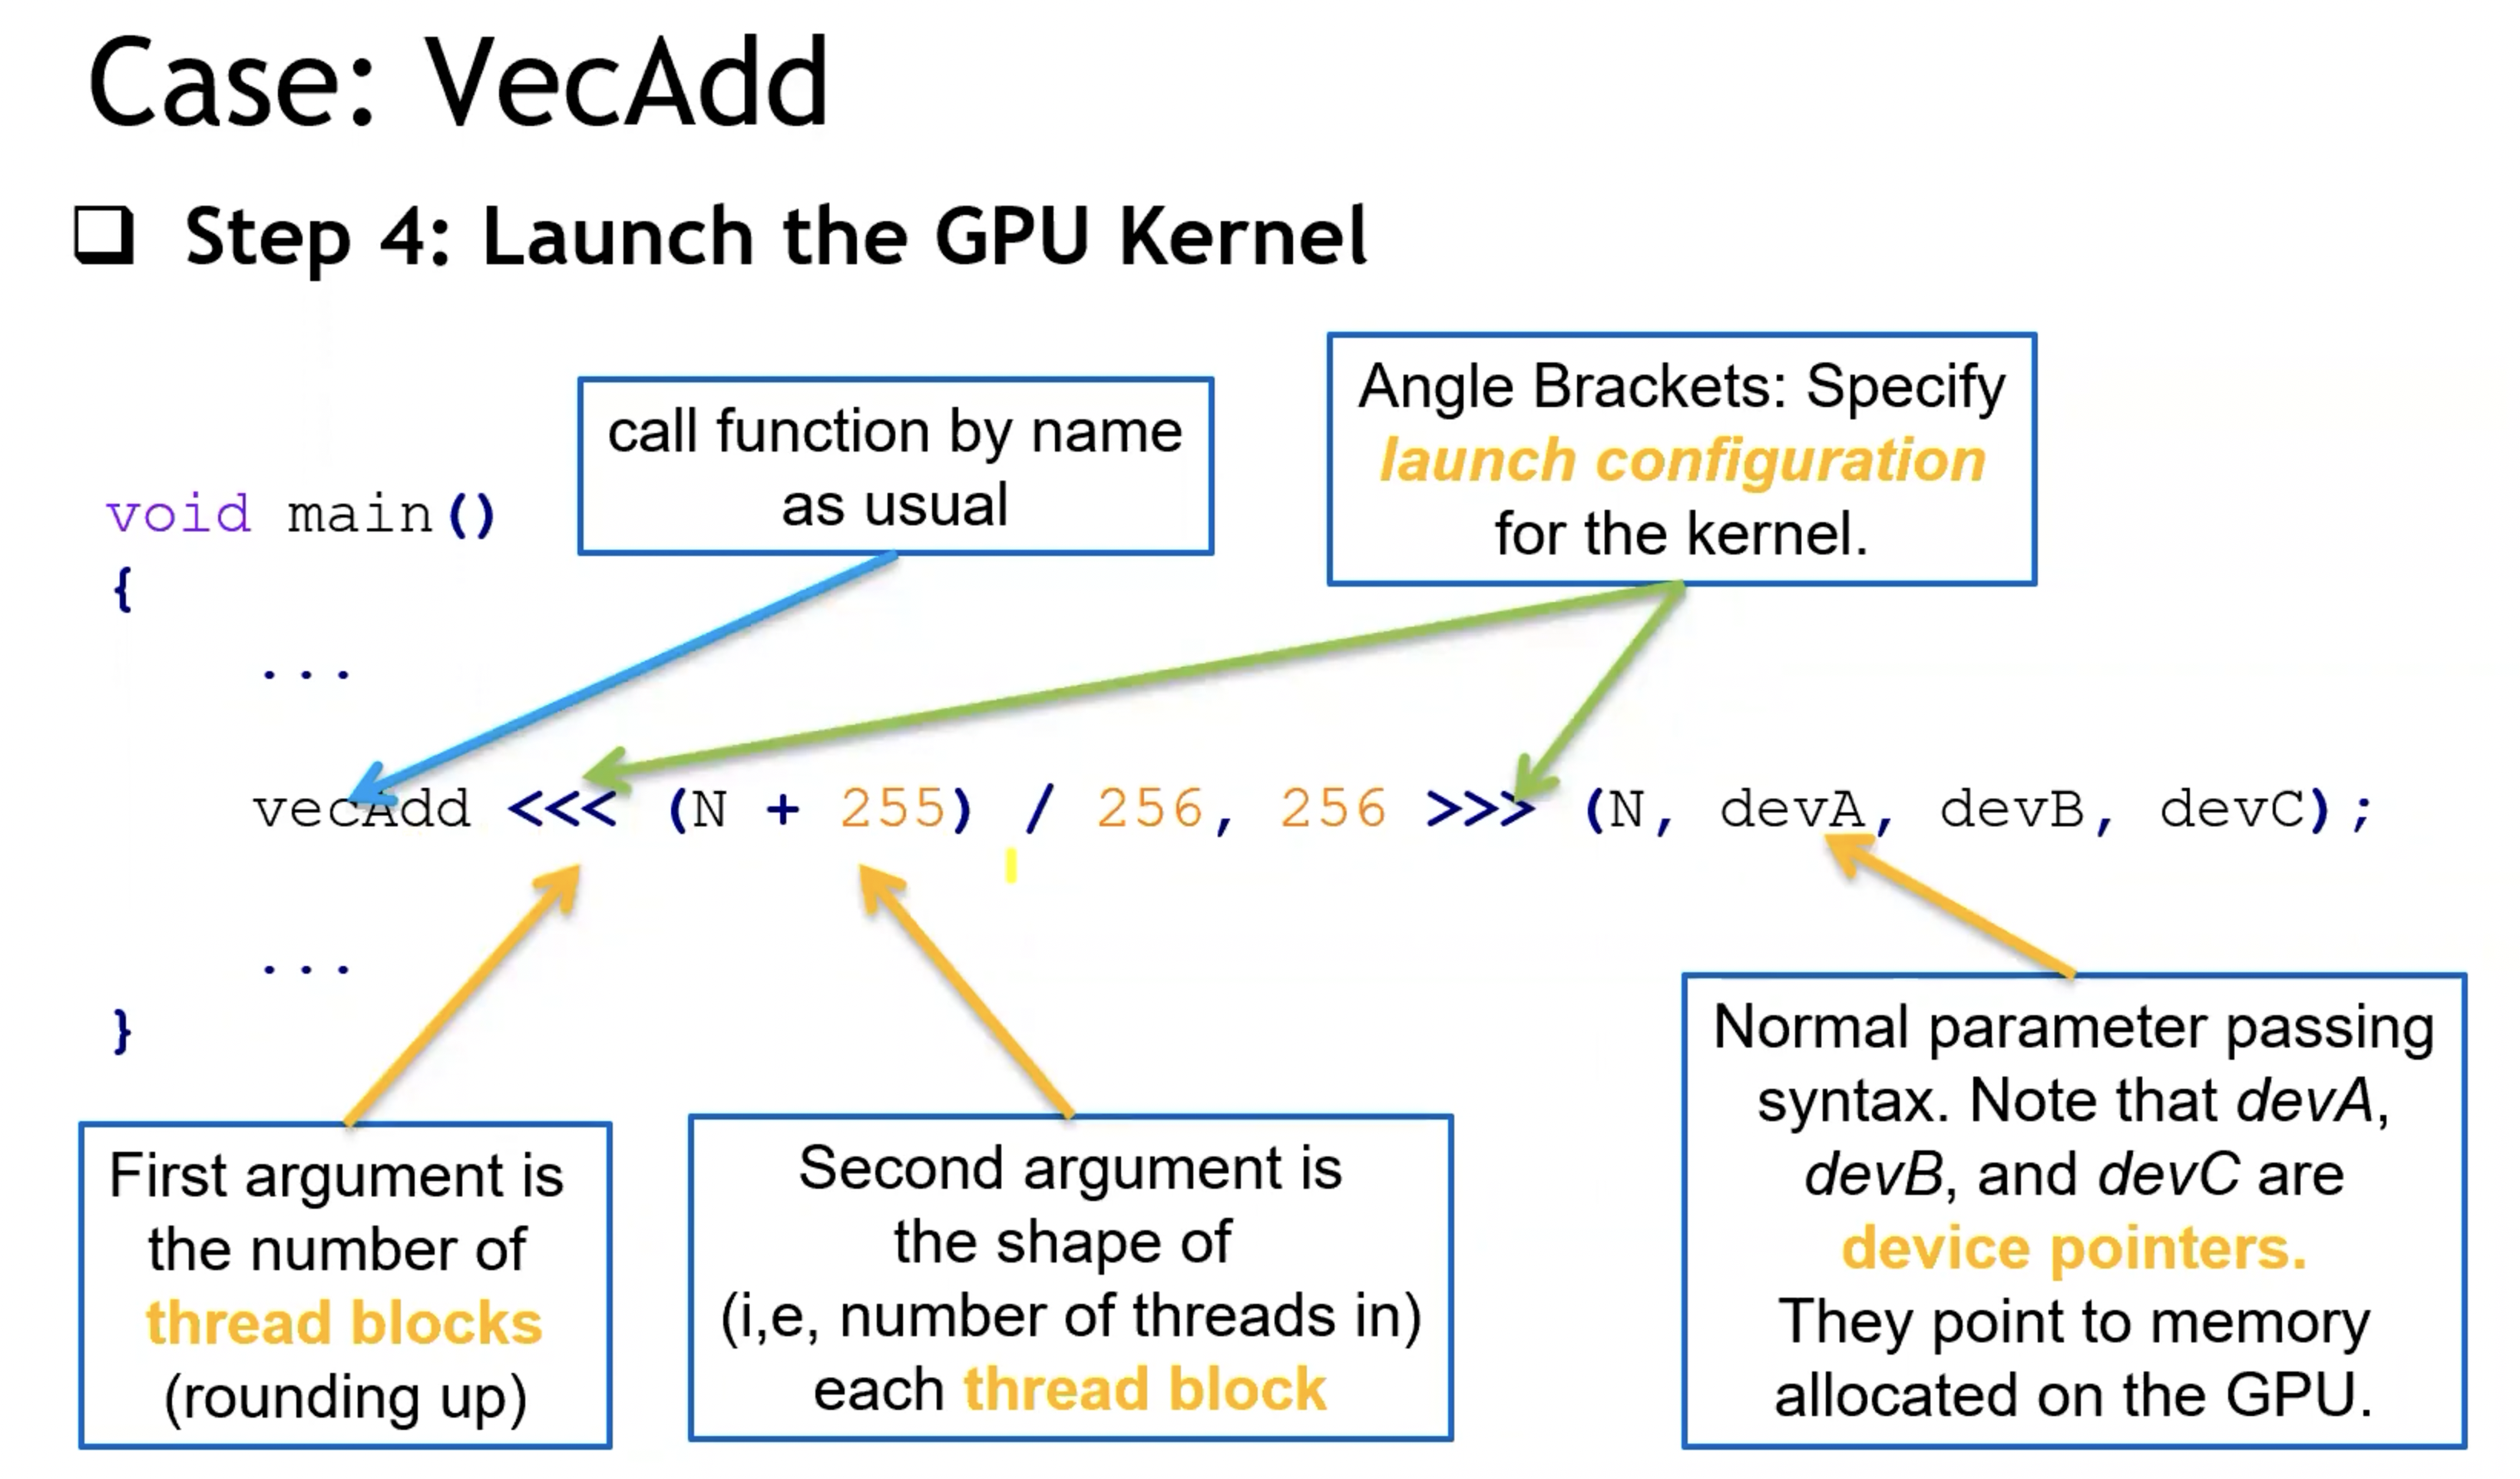 Case: VecAdd
❑ Step 4: Launch the GPU Kernel
call function by name
as usual
Angle Brackets: Specify
launch configuration
for the kernel.
void main()
{
...
vecAdd <<< (N + 255) / 256, 256 >>> (N, devA, devB, devC);
...
}
First argument is
the number of
thread blocks
(rounding up)
Second argument is
the shape of
(i,e, number of threads in)
each thread block
Normal parameter passing
syntax. Note that devA,
devB, and devC are
device pointers.
They point to memory
allocated on the GPU.